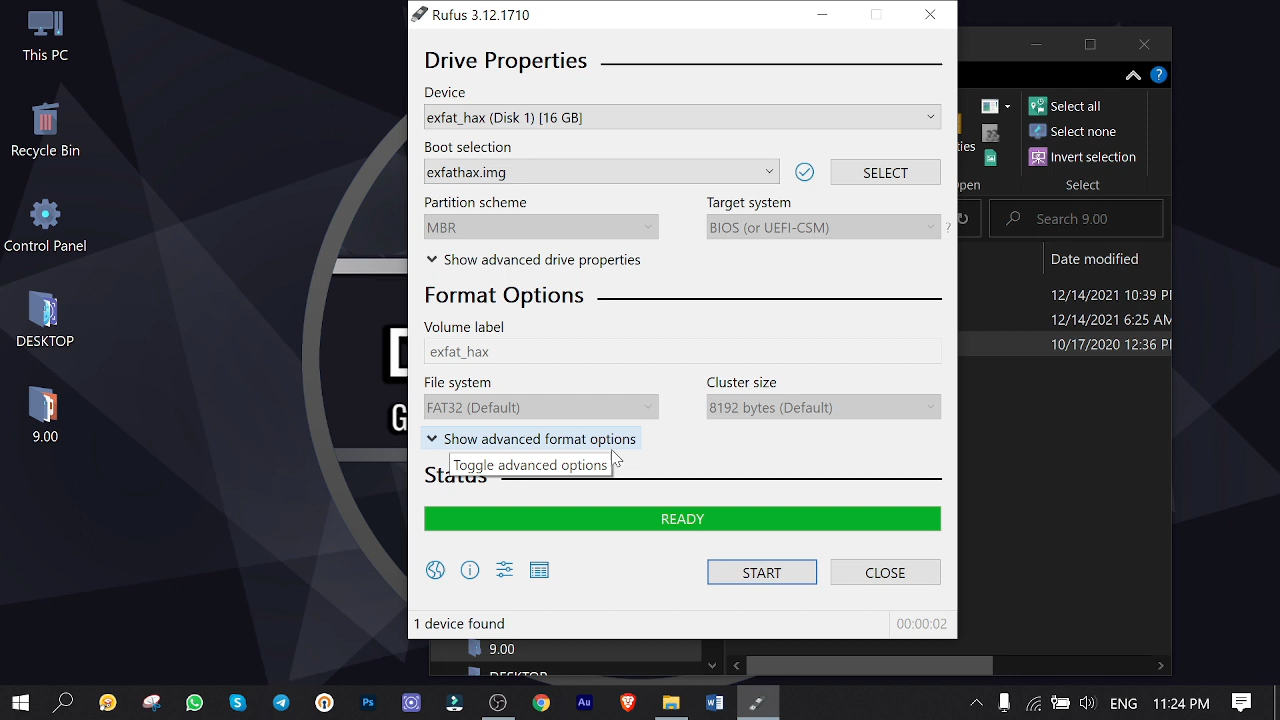 This PC
Recycle Bin
Control Panel
DESKTOP
9.00
Rufus 3.12.1710
Drive Properties
Device
exfat_hax (Disk 1) [16 GB]
Boot selection
exfathax.img
SELECT
Partition scheme
Target system
MBR
BIOS (or UEFI-CSM)
?
Show advanced drive properties
Format Options
Volume label
exfat_hax
File system
Cluster size
FAT32 (Default)
8192 bytes (Default)
Show advanced format options
Toggle advanced options
Status
READY
START
CLOSE
1 device found
00:00:02
?
Select all
Select none
Invert selection
Select
Search 9.00
Date modified
12/14/2021 10:39 P
12/14/2021 6:25 AM
10/17/2020 12:36 P
9.00
DESKTOP
Ps
Au
ENG
11:24 PM